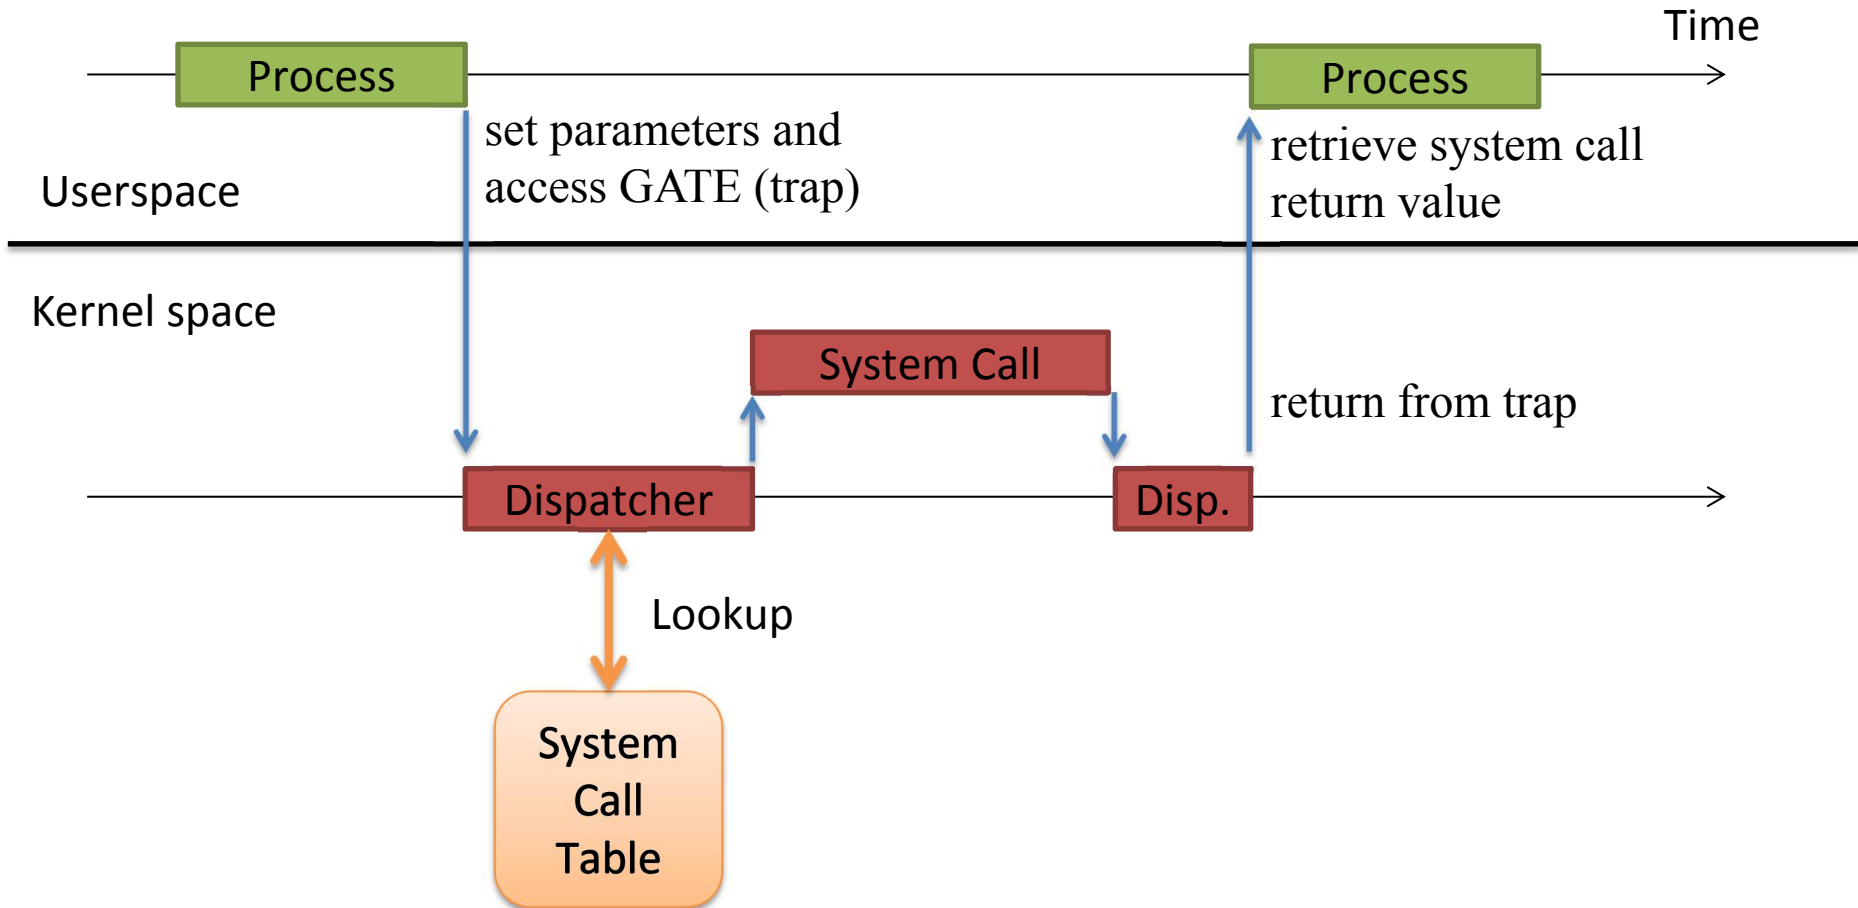 Time
Process
Process
set parameters and
access GATE (trap)
retrieve system call
return value
Userspace
Kernel space
System Call
return from trap
Dispatcher
Disp.
Lookup
System
Call
Table